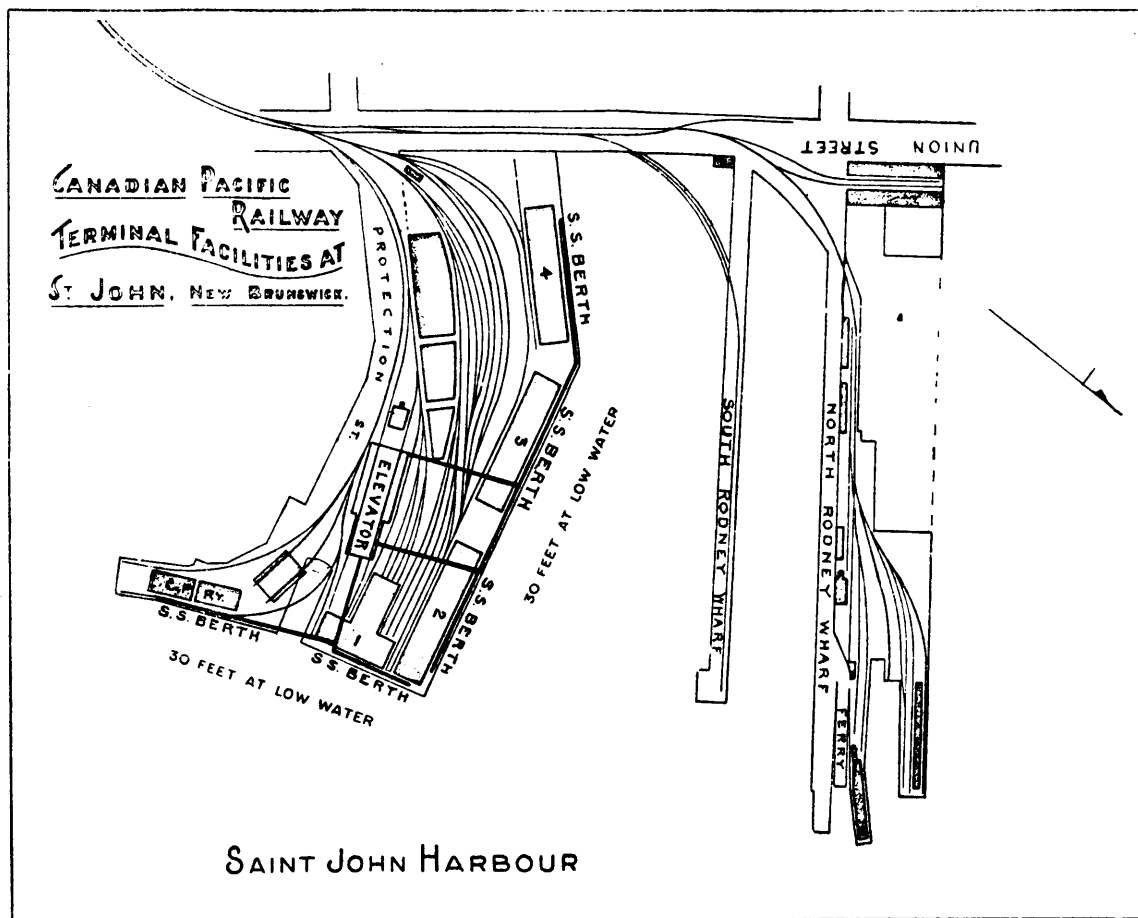 CANADIAN PACIFIC
RAILWAY
TERMINAL FACILITIES AT
ST JOHN, NEW BRUNSWICK.
UNION
STREET
PROTECTION
ST.
S.S. BERTH
4
3
S.S. BERTH
30 FEET AT LOW WATER
ELEVATOR
2
S.S. BERTH
C.P. RY.
S.S. BERTH
1
S.S. BERTH
30 FEET AT LOW WATER
SOUTH RODNEY WHARF
NORTH RODNEY WHARF
FERRY
SAINT JOHN HARBOUR